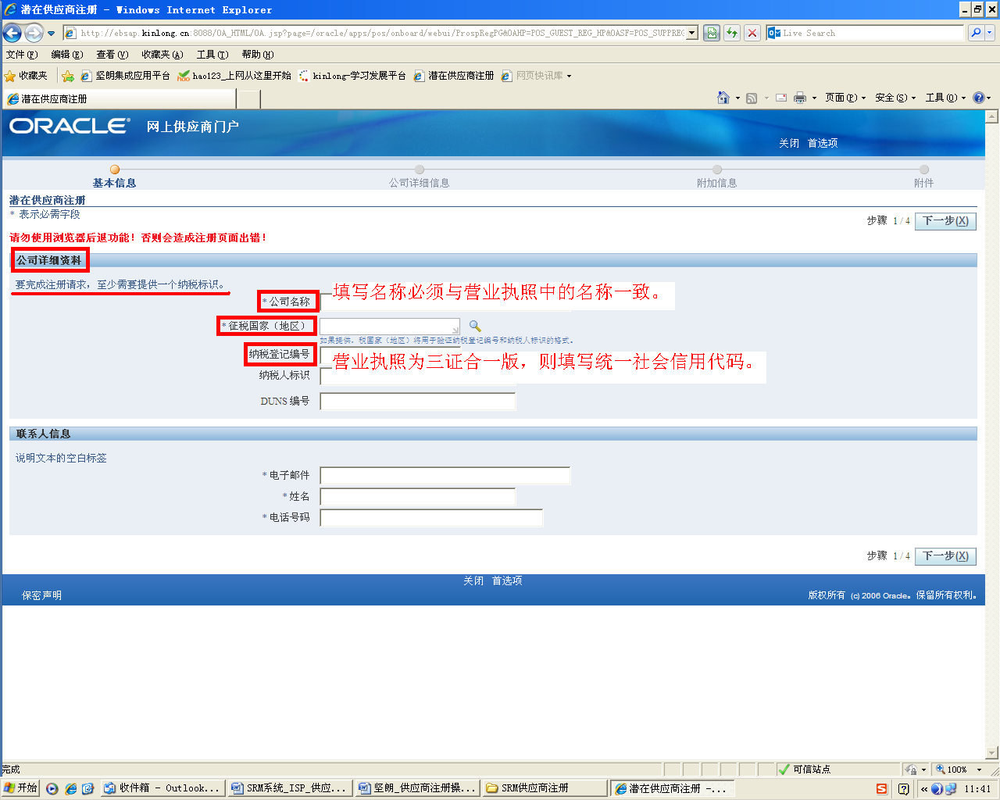 潜在供应商注册 - Windows Internet Explorer
http://ebsap.kinlong.cn:8088/OA_HTML/OA.jsp?page=/oracle/apps/pos/onboard/webui/ProspRegPG&OAHP=POS_GUEST_REG_HP&OASF=POS_SUPPREG
Live Search
文件(F) 编辑(E) 查看(V) 收藏夹(A) 工具(T) 帮助(H)
收藏夹 坚朗集成应用平台 hao123_上网从这里开始 kinlong-学习发展平台 潜在供应商注册 网页快讯库
潜在供应商注册
页面(P) 安全(S) 工具(O)
ORACLE 网上供应商门户
关闭 首选项
基本信息 公司详细信息 附加信息 附件
潜在供应商注册
* 表示必需字段
步骤 1 / 4 下一步(X)
请勿使用浏览器后退功能！否则会造成注册页面出错！
公司详细资料
要完成注册请求，至少需要提供一个纳税标识。
* 公司名称 填写名称必须与营业执照中的名称一致。
* 征税国家（地区）
如果提供，税国家（地区）将用于验证纳税登记编号和纳税人标识的格式。
纳税登记编号
营业执照为三证合一版，则填写统一社会信用代码。
纳税人标识
DUNS 编号
联系人信息
说明文本的空白标签
* 电子邮件
* 姓名
* 电话号码
步骤 1 / 4 下一步(X)
关闭 首选项
保密声明
版权所有 (c) 2006 Oracle。保留所有权利。
完成
可信站点
100%
开始 收件箱 - Outlook... SRM系统_ISP_供应... 坚朗_供应商注册操... SRM供应商注册 潜在供应商注册 -... 11:41